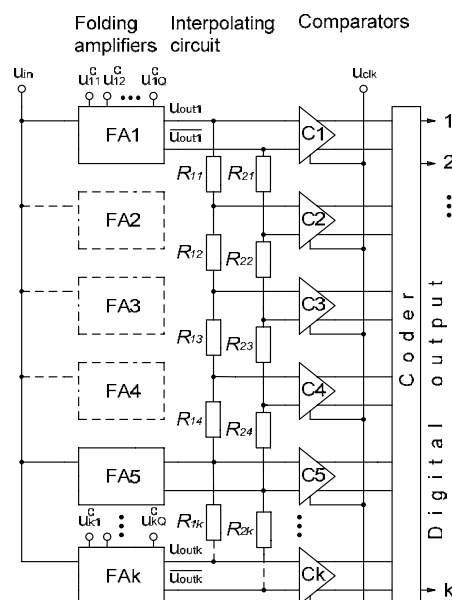 Folding amplifiers
Interpolating circuit
Comparators
uin
uc11 uc12 ••• uc1Q
uclk
FA1
uout1
uout1
C1
1
R11
R21
2
FA2
C2
•••
R12
R22
FA3
C3
R13
R23
FA4
C4
R14
R24
FA5
C5
uck1 ••• uckQ
R1k
R2k
•••
FAk
uoutk
uoutk
Ck
k
Coder
Digital output